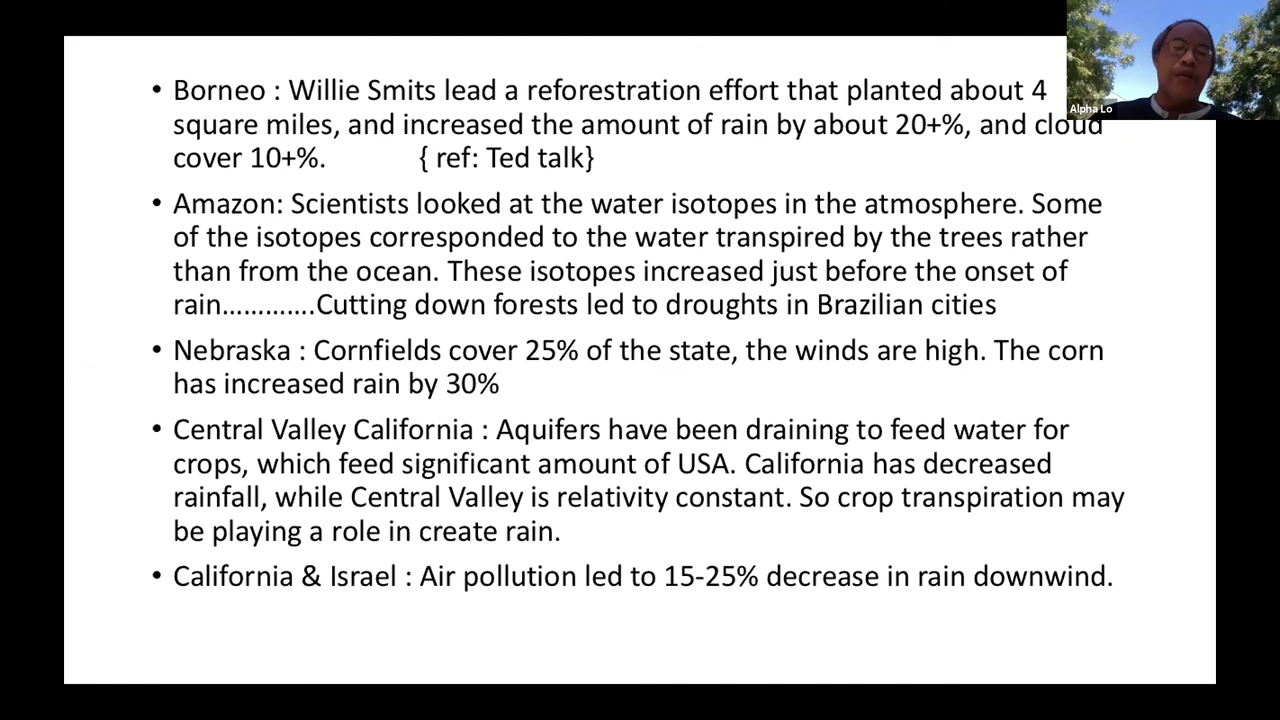 • Borneo : Willie Smits lead a reforestration effort that planted about 4
square miles, and increased the amount of rain by about 20+%, and cloud
cover 10+%. { ref: Ted talk}
• Amazon: Scientists looked at the water isotopes in the atmosphere. Some
of the isotopes corresponded to the water transpired by the trees rather
than from the ocean. These isotopes increased just before the onset of
rain.............Cutting down forests led to droughts in Brazilian cities
• Nebraska : Cornfields cover 25% of the state, the winds are high. The corn
has increased rain by 30%
• Central Valley California : Aquifers have been draining to feed water for
crops, which feed significant amount of USA. California has decreased
rainfall, while Central Valley is relativity constant. So crop transpiration may
be playing a role in create rain.
• California & Israel : Air pollution led to 15-25% decrease in rain downwind.
Alpha Lo